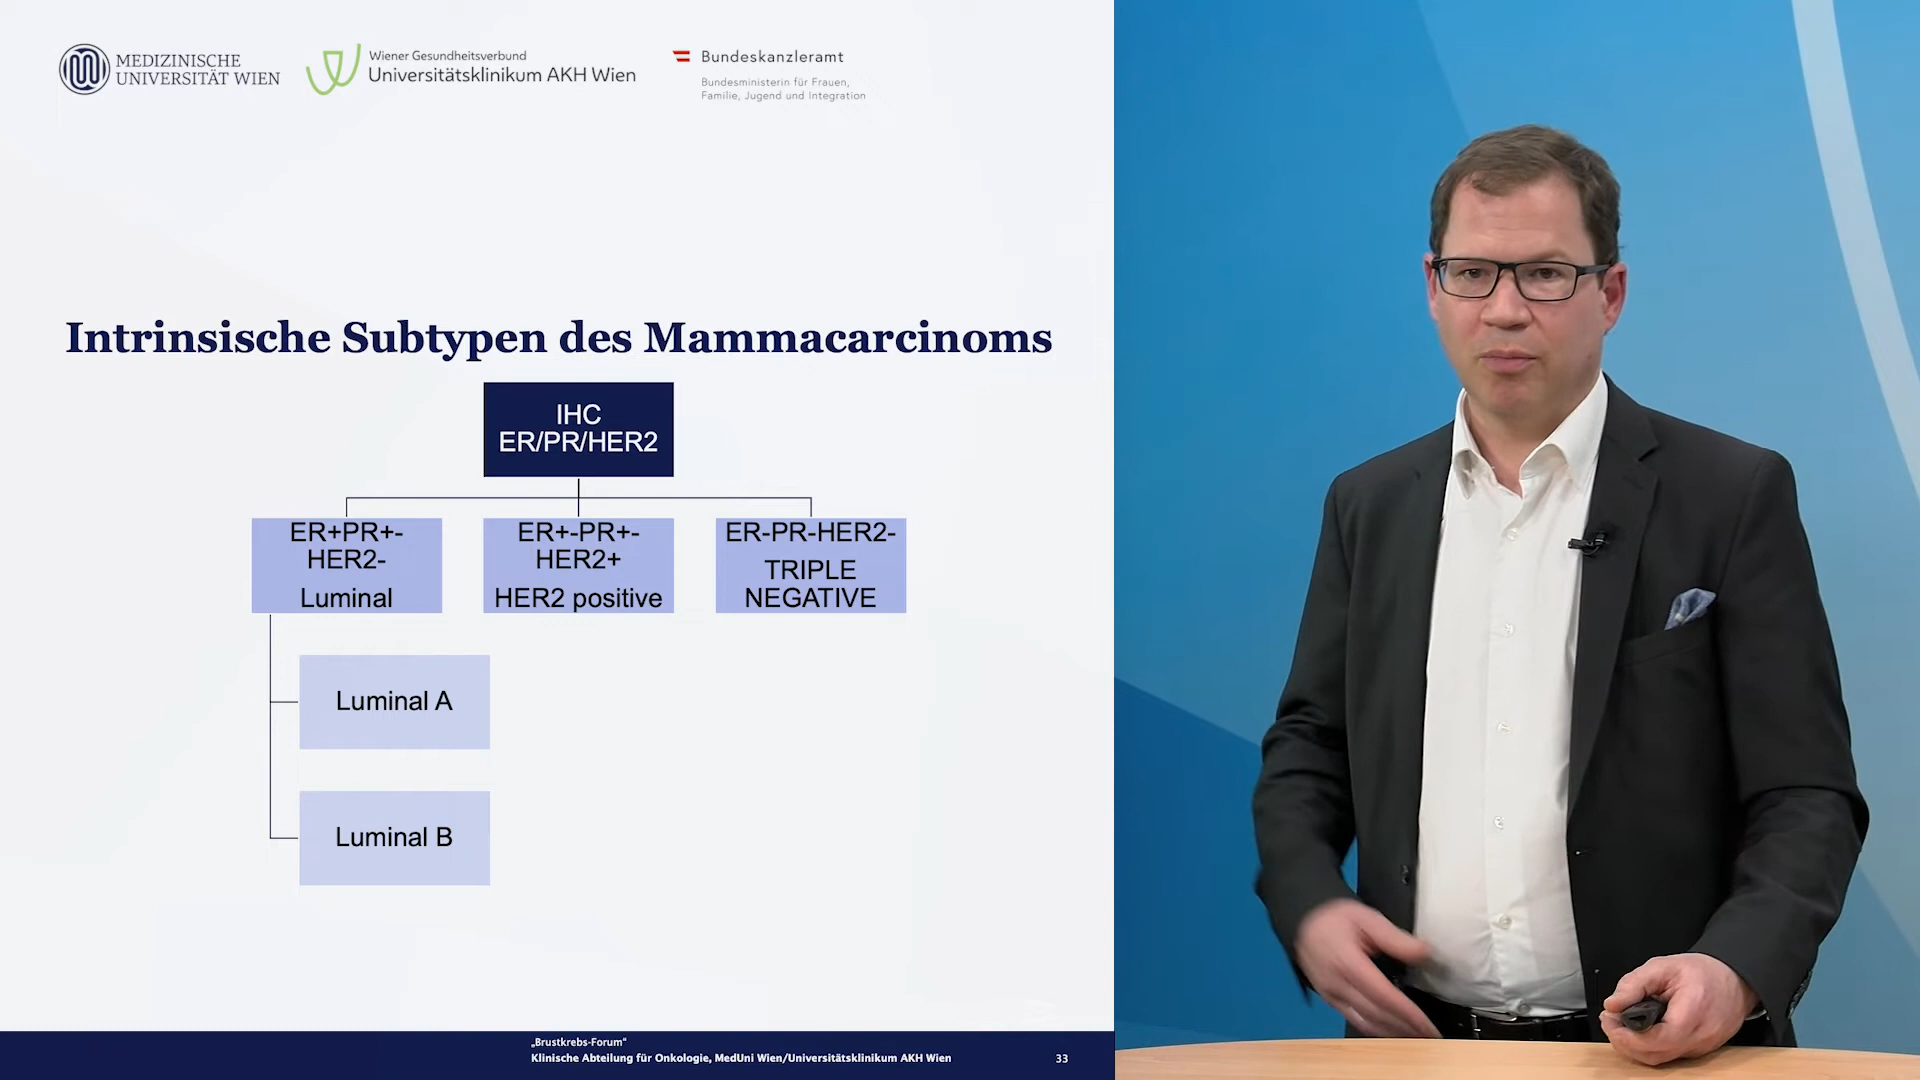 MEDIZINISCHE
UNIVERSITÄT WIEN
Wiener Gesundheitsverbund
Universitätsklinikum AKH Wien
Bundeskanzleramt
Bundesministerin für Frauen,
Familie, Jugend und Integration
Intrinsische Subtypen des Mammacarcinoms
IHC
ER/PR/HER2
ER+PR+-
HER2-
Luminal
ER+-PR+-
HER2+
HER2 positive
ER-PR-HER2-
TRIPLE
NEGATIVE
Luminal A
Luminal B
„Brustkrebs-Forum“
Klinische Abteilung für Onkologie, MedUni Wien/Universitätsklinikum AKH Wien
33